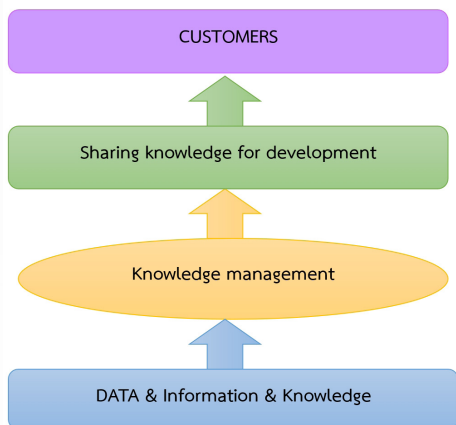 CUSTOMERS
Sharing knowledge for development
Knowledge management
DATA & Information & Knowledge